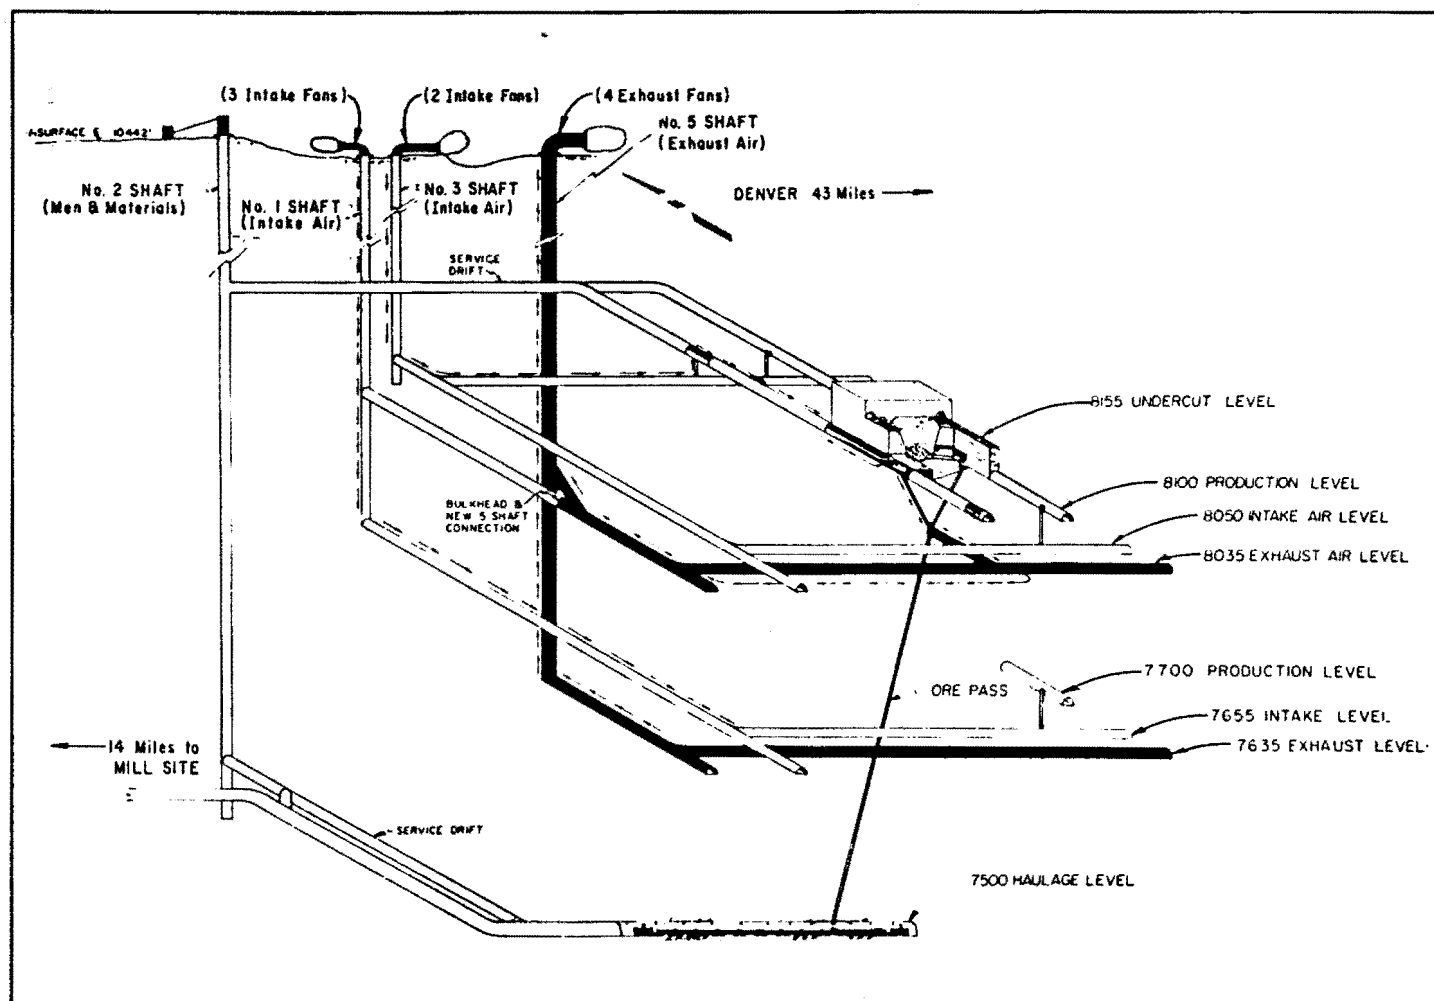 (3 Intake Fans)
(2 Intake Fans)
(4 Exhaust Fans)
SURFACE € 10442'
No. 5 SHAFT
(Exhaust Air)
No. 2 SHAFT
(Men & Materials)
No. 1 SHAFT
(Intake Air)
No. 3 SHAFT
(Intake Air)
DENVER 43 Miles
SERVICE
DRIFT
8155 UNDERCUT LEVEL
8100 PRODUCTION LEVEL
8050 INTAKE AIR LEVEL
8035 EXHAUST AIR LEVEL
BULKHEAD &
NEW 5 SHAFT
CONNECTION
7700 PRODUCTION LEVEL
ORE PASS
7655 INTAKE LEVEL
7635 EXHAUST LEVEL
14 Miles to
MILL SITE
SERVICE DRIFT
7500 HAULAGE LEVEL